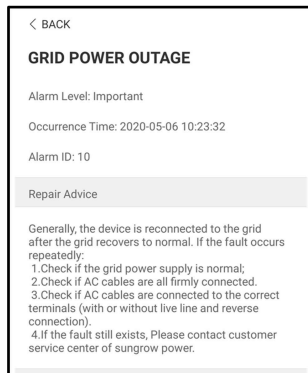 < BACK
GRID POWER OUTAGE
Alarm Level: Important
Occurrence Time: 2020-05-06 10:23:32
Alarm ID: 10
Repair Advice
Generally, the device is reconnected to the grid
after the grid recovers to normal. If the fault occurs
repeatedly:
1.Check if the grid power supply is normal;
2.Check if AC cables are all firmly connected.
3.Check if AC cables are connected to the correct
terminals (with or without live line and reverse
connection).
4.If the fault still exists, Please contact customer
service center of sungrow power.